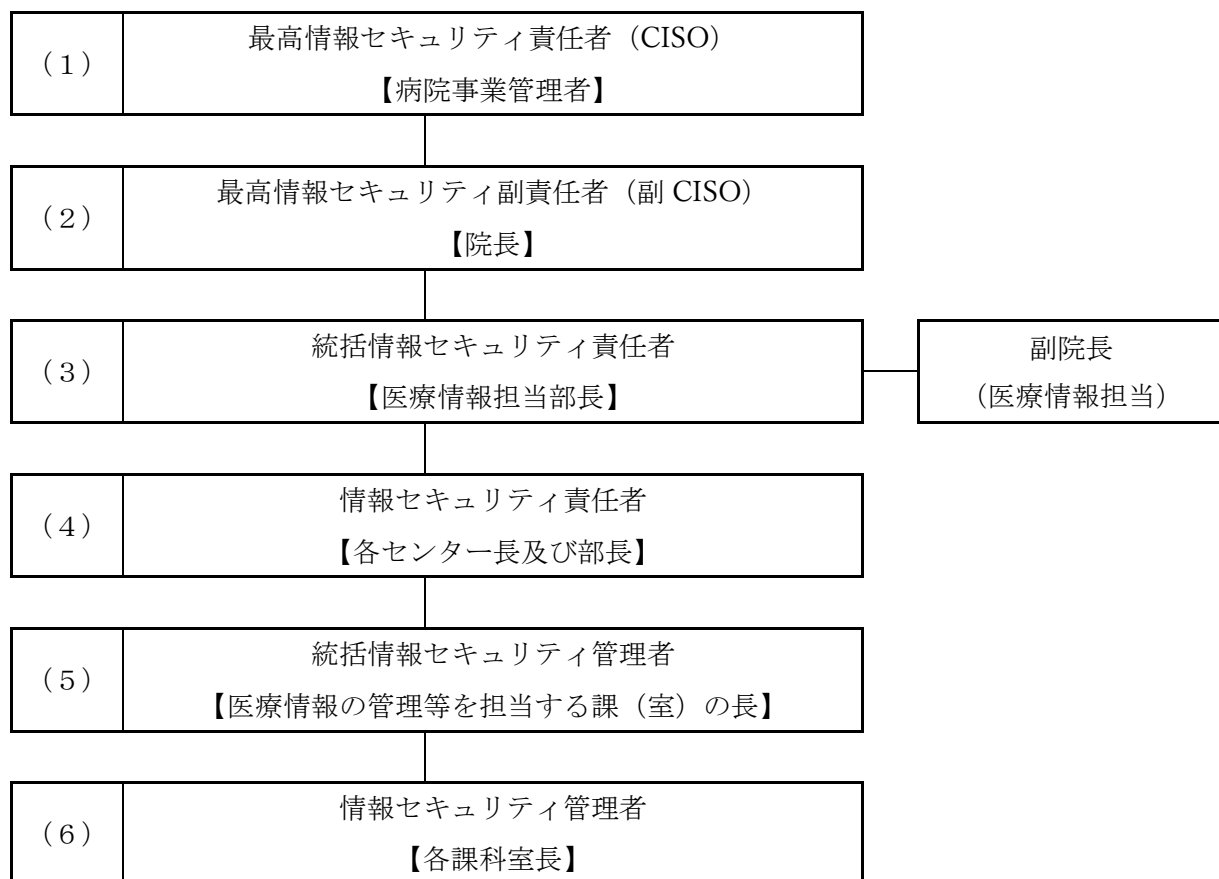 （１）
最高情報セキュリティ責任者（CISO）
【病院事業管理者】
（２）
最高情報セキュリティ副責任者（副 CISO）
【院長】
（３）
統括情報セキュリティ責任者
【医療情報担当部長】
副院長
（医療情報担当）
（４）
情報セキュリティ責任者
【各センター長及び部長】
（５）
統括情報セキュリティ管理者
【医療情報の管理等を担当する課（室）の長】
（６）
情報セキュリティ管理者
【各課科室長】